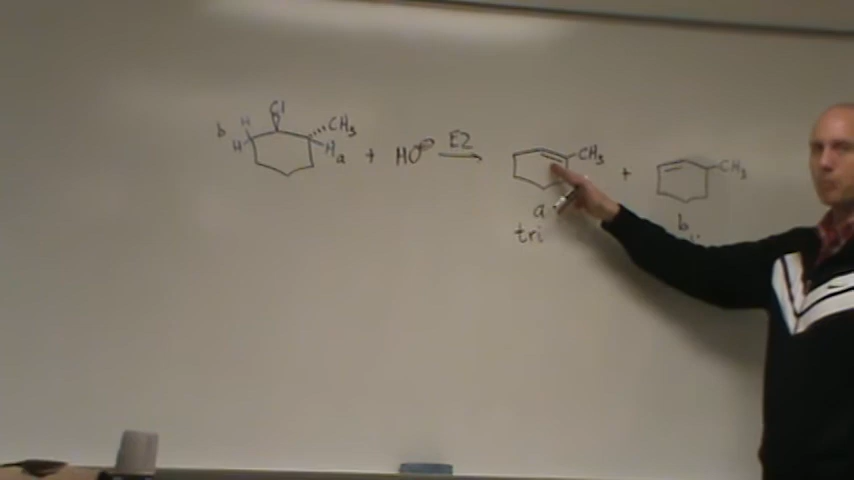 Cl
b H CH₃
H Hₐ + HO⊖ E2 → CH₃ + CH₃
a b
tri